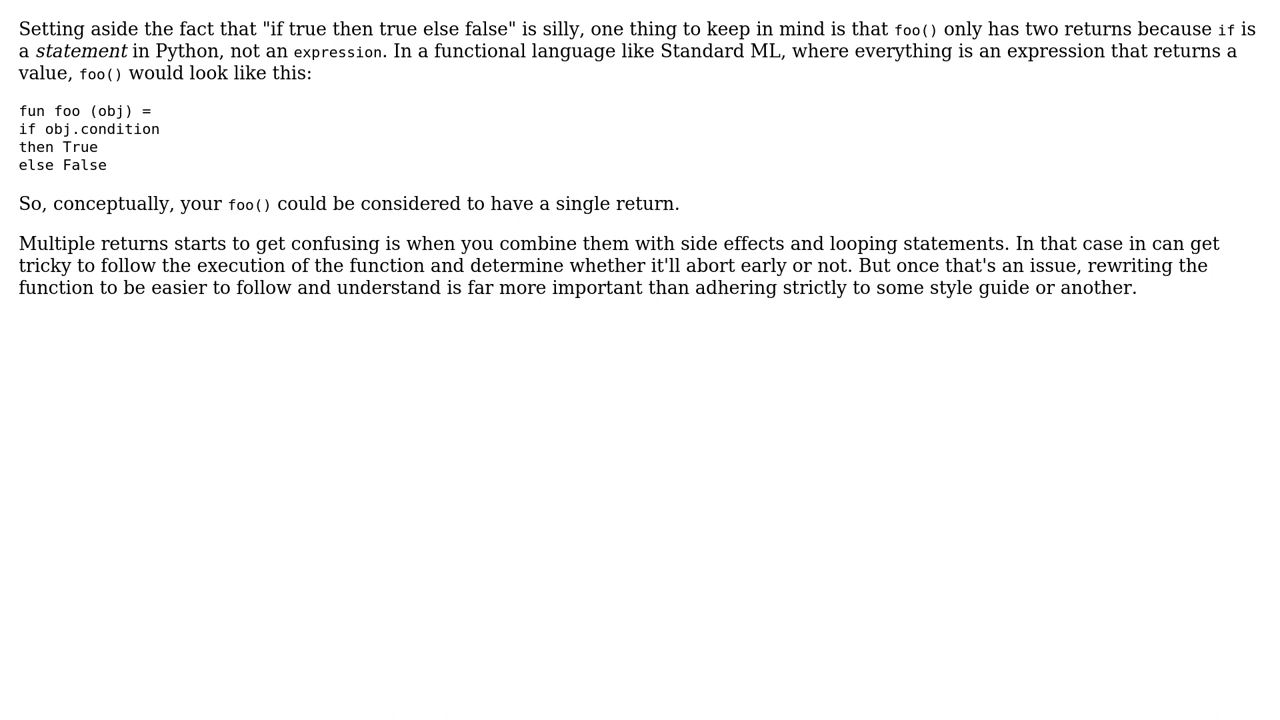 Setting aside the fact that "if true then true else false" is silly, one thing to keep in mind is that foo() only has two returns because if is
a statement in Python, not an expression. In a functional language like Standard ML, where everything is an expression that returns a
value, foo() would look like this:
fun foo (obj) =
if obj.condition
then True
else False
So, conceptually, your foo() could be considered to have a single return.
Multiple returns starts to get confusing is when you combine them with side effects and looping statements. In that case in can get
tricky to follow the execution of the function and determine whether it'll abort early or not. But once that's an issue, rewriting the
function to be easier to follow and understand is far more important than adhering strictly to some style guide or another.